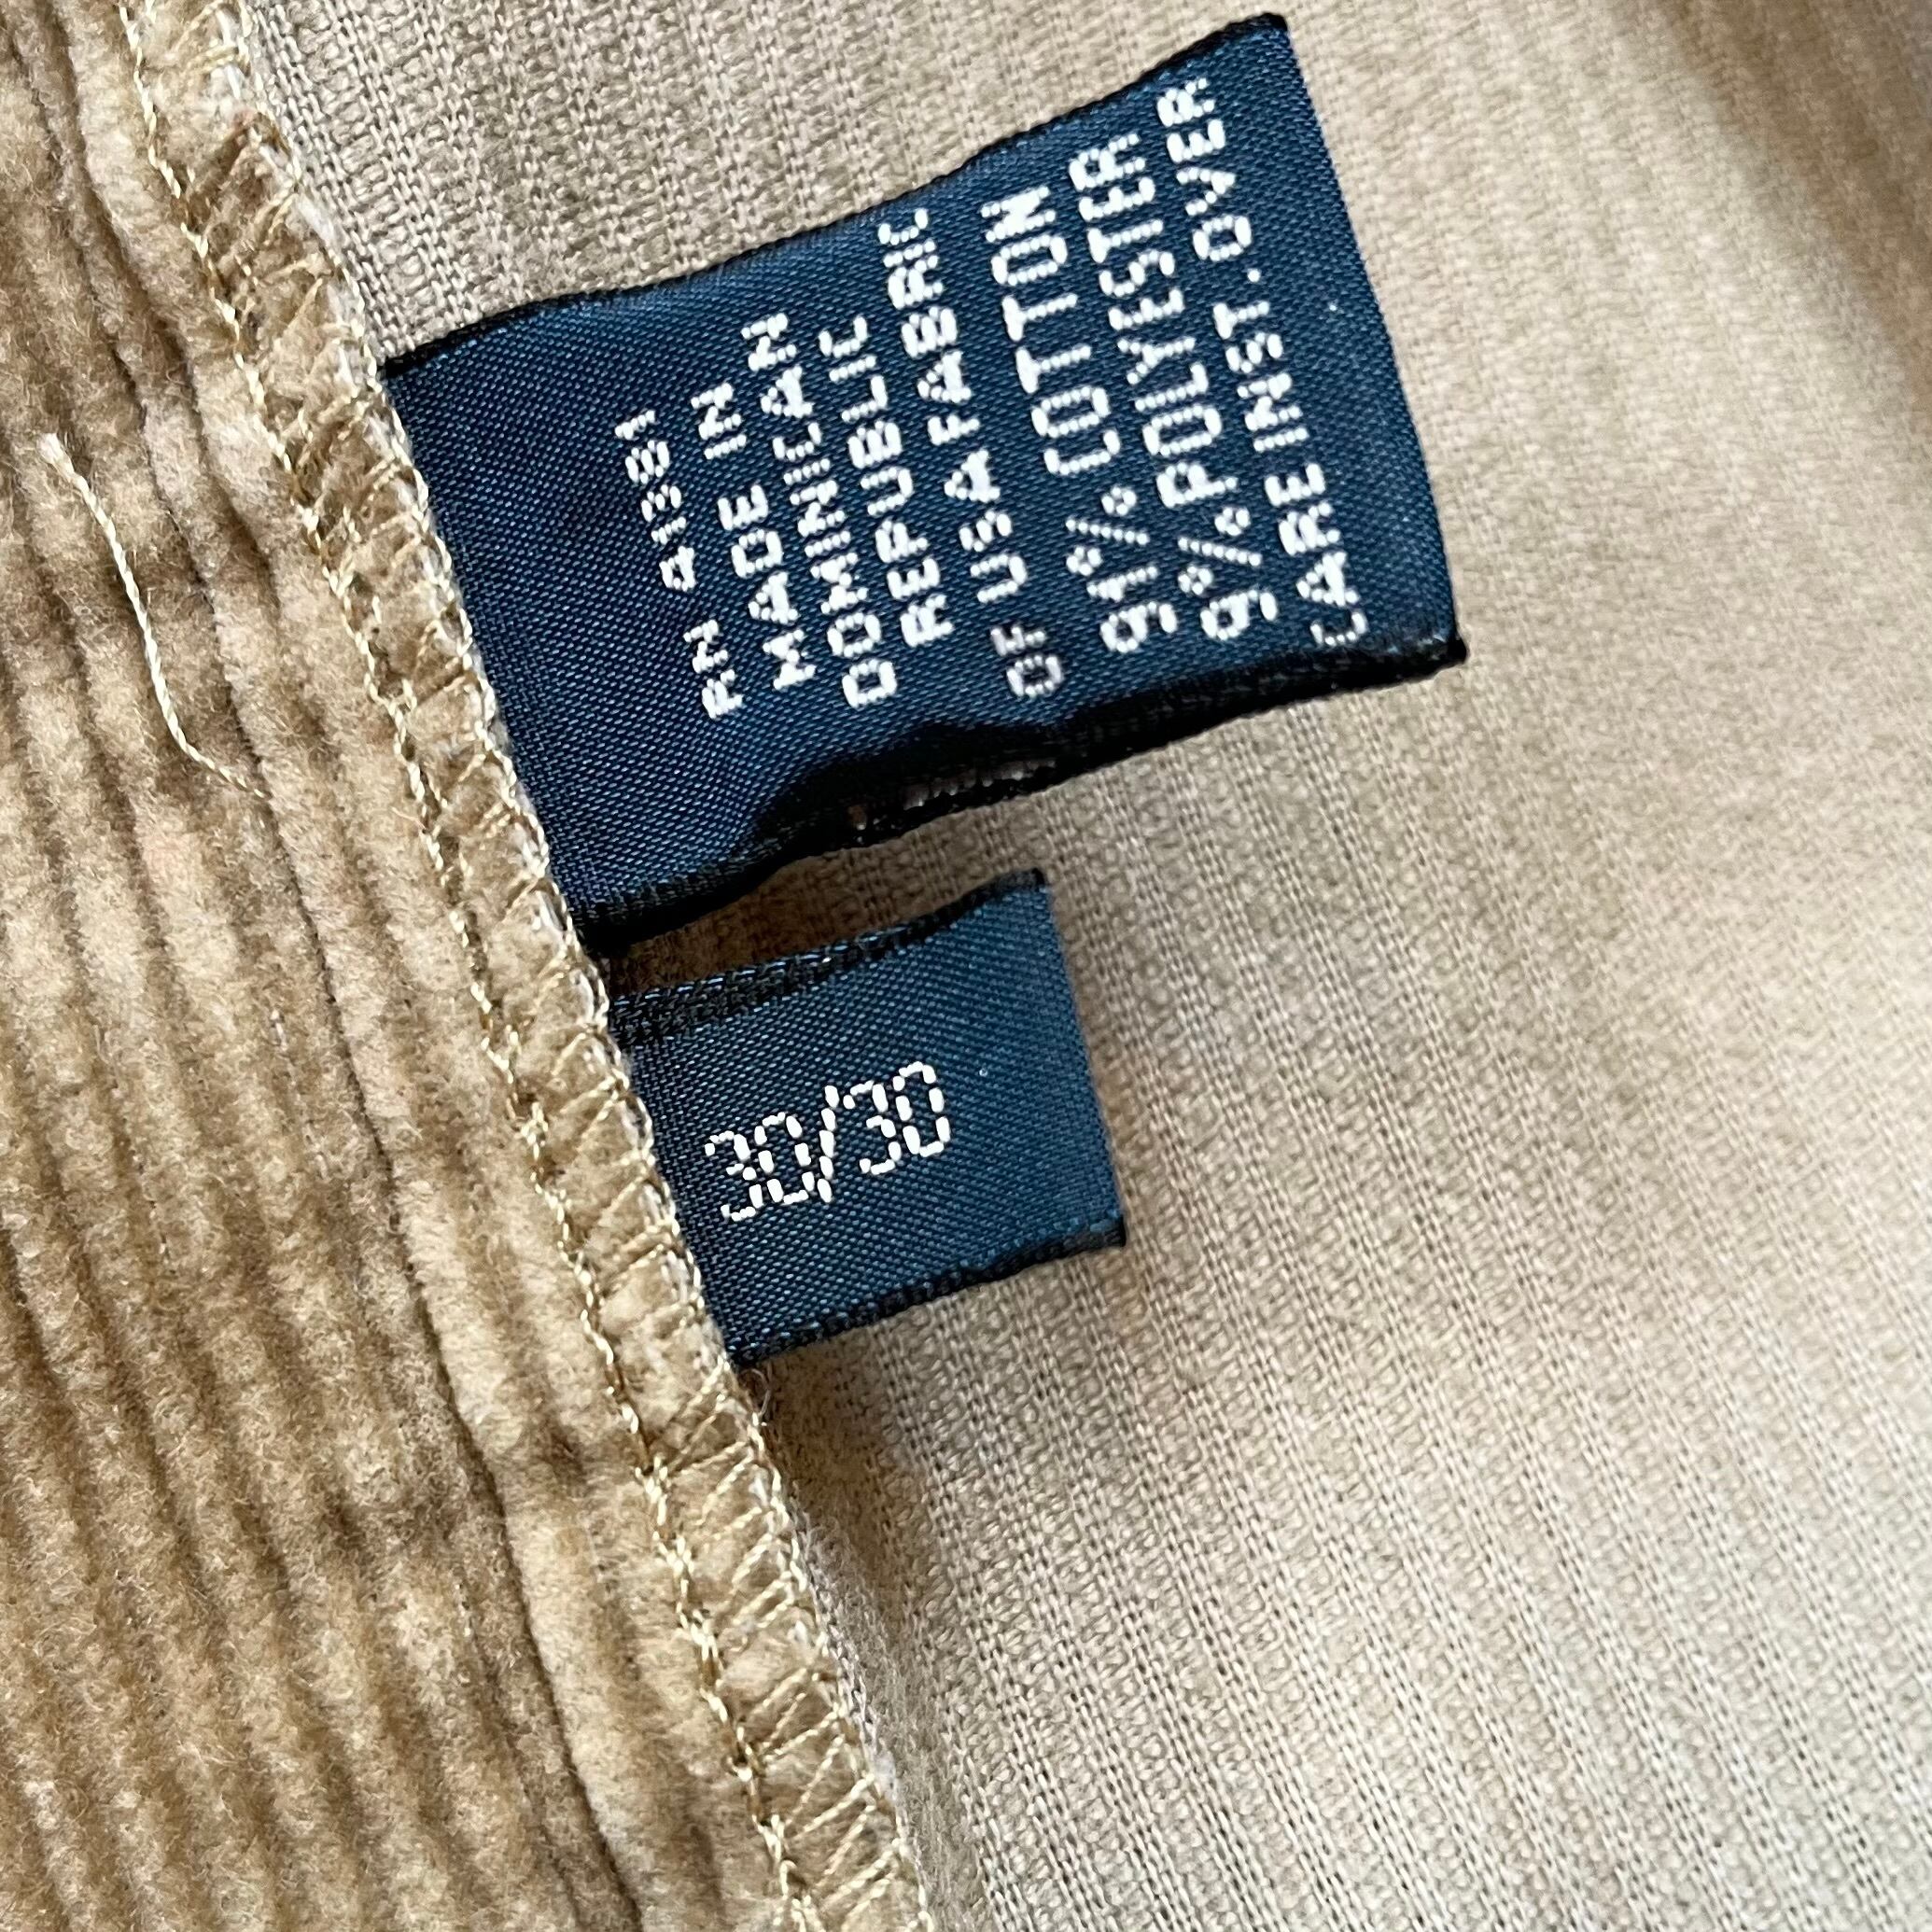 RN 41381
MADE IN
DOMINICAN
REPUBLIC
OF USA FABRIC
91% COTTON
9% POLYESTER
CARE INST. OVER
30/30